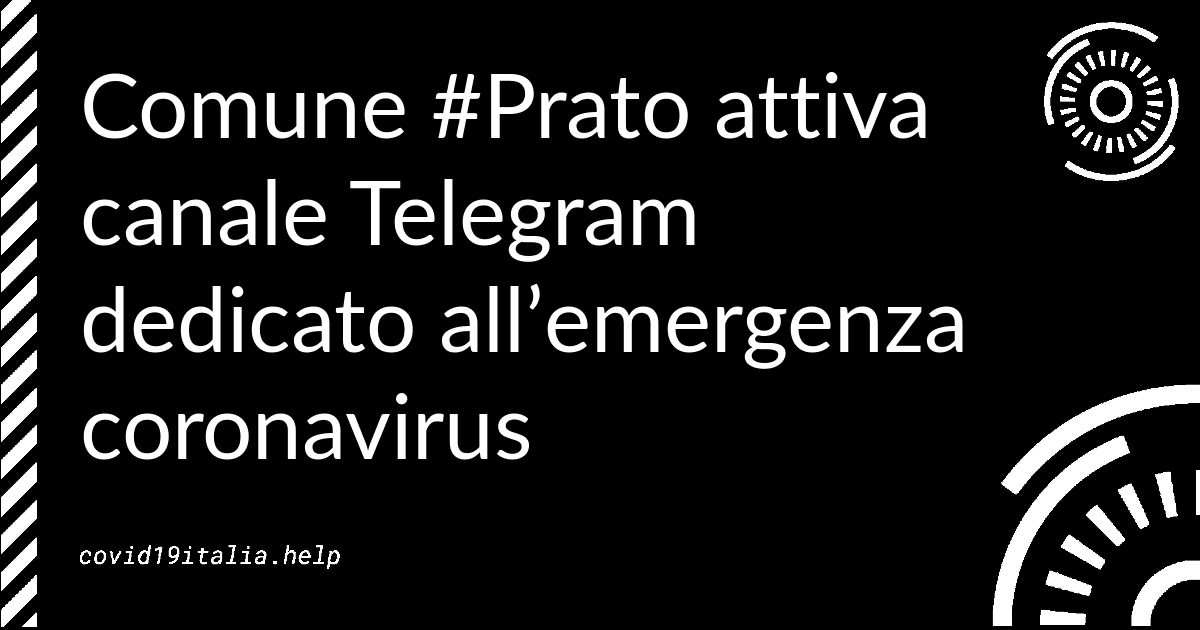 Comune #Prato attiva
canale Telegram
dedicato all’emergenza
coronavirus
covid19italia.help